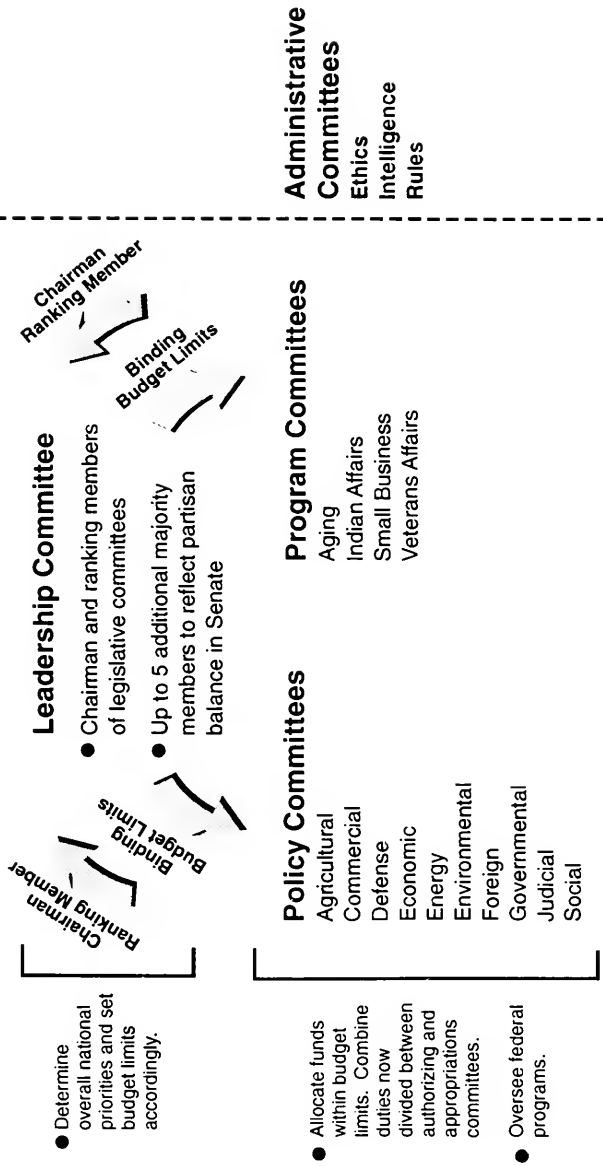 ● Determine
overall national
priorities and set
budget limits
accordingly.
Chairman
Ranking Member
Binding
Budget Limits
Leadership Committee
● Chairman and ranking members
of legislative committees
● Up to 5 additional majority
members to reflect partisan
balance in Senate
Chairman
Ranking Member
Binding
Budget Limits
● Allocate funds
within budget
limits. Combine
duties now
divided between
authorizing and
appropriations
committees.
● Oversee federal
programs.
Policy Committees
Agricultural
Commercial
Defense
Economic
Energy
Environmental
Foreign
Governmental
Judicial
Social
Program Committees
Aging
Indian Affairs
Small Business
Veterans Affairs
Administrative
Committees
Ethics
Intelligence
Rules